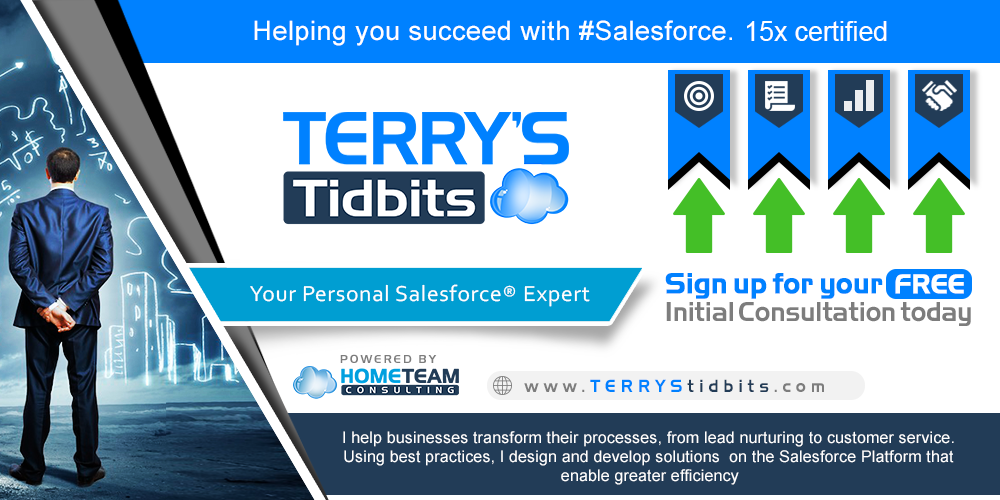 Helping you succeed with #Salesforce. 15x certified
TERRY'S
Tidbits
Your Personal Salesforce® Expert
Sign up for your FREE
Initial Consultation today
POWERED BY
HOMETEAM
CONSULTING
www.TERRYStidbits.com
I help businesses transform their processes, from lead nurturing to customer service.
Using best practices, I design and develop solutions on the Salesforce Platform that
enable greater efficiency